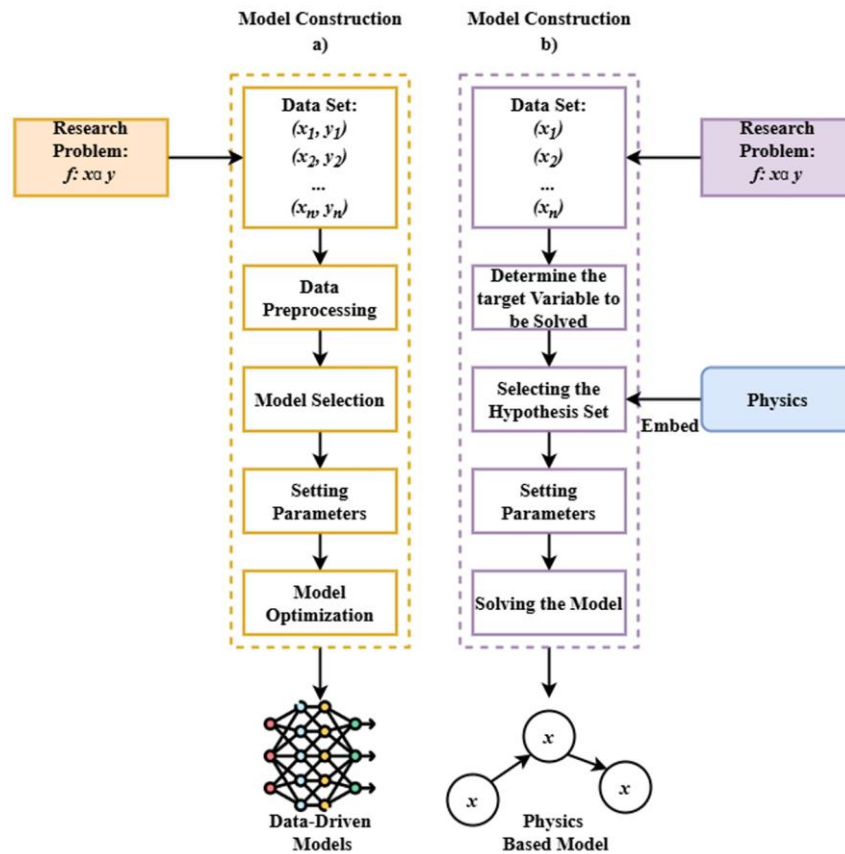 Model Construction
a)
Research
Problem:
f: x□ y
Data Set:
(x1, y1)
(x2, y2)
...
(xn, yn)
Data
Preprocessing
Model Selection
Setting
Parameters
Model
Optimization
Data-Driven
Models
Model Construction
b)
Data Set:
(x1)
(x2)
...
(xn)
Research
Problem:
f: x□ y
Determine the
target Variable to
be Solved
Selecting the
Hypothesis Set
Embed
Physics
Setting
Parameters
Solving the Model
x
x
x
Physics
Based Model